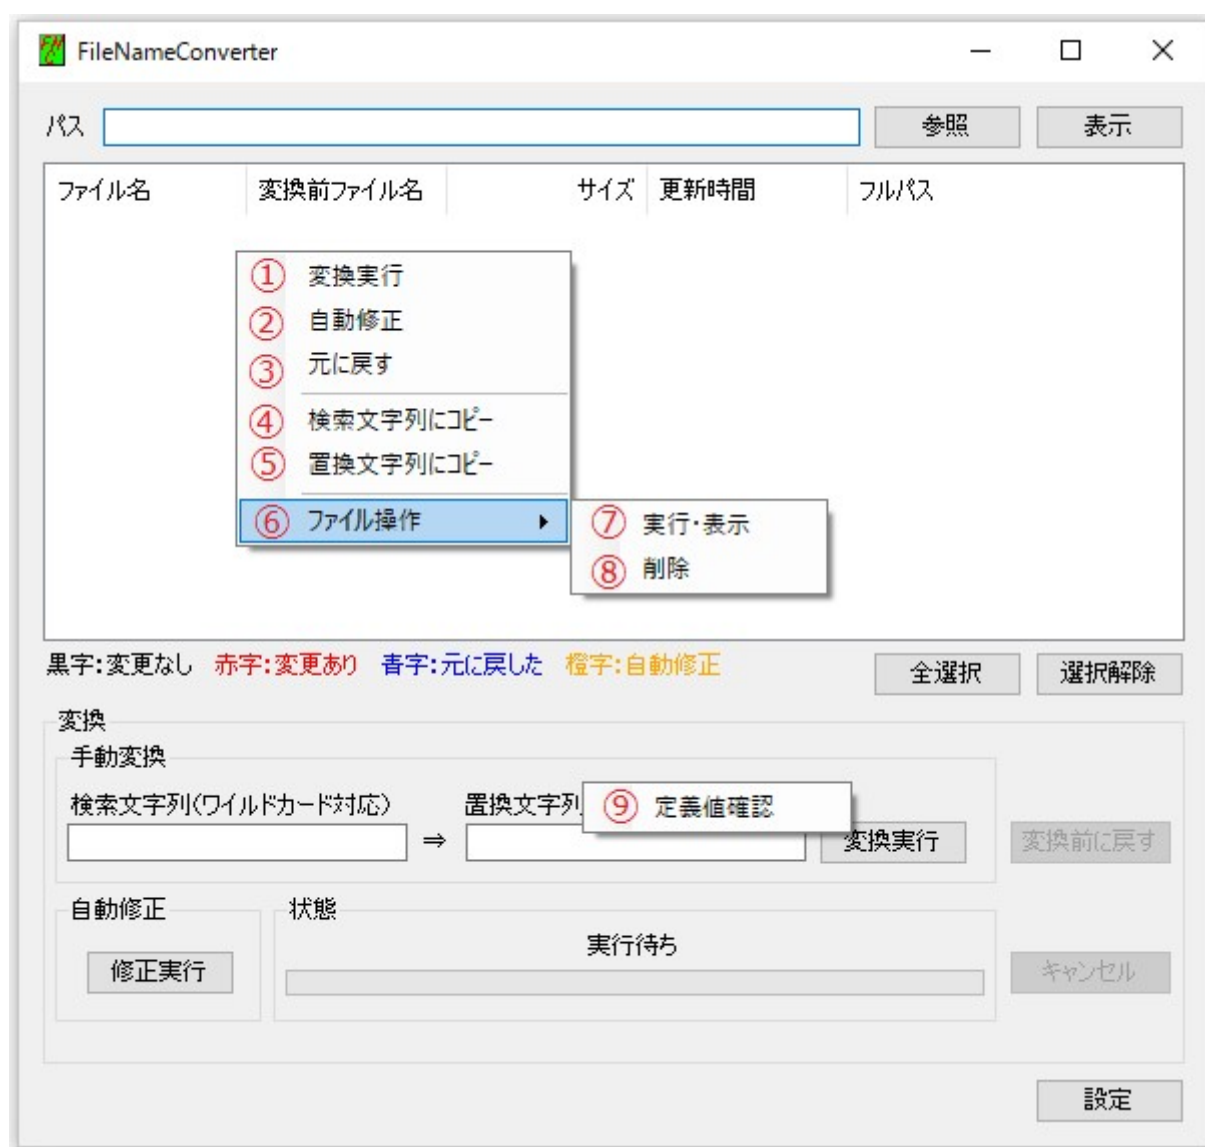 FileNameConverter
パス 参照 表示
ファイル名 変換前ファイル名 サイズ 更新時間 フルパス
① 変換実行
② 自動修正
③ 元に戻す
④ 検索文字列にコピー
⑤ 置換文字列にコピー
⑥ ファイル操作
⑦ 実行・表示
⑧ 削除
黒字:変更なし 赤字:変更あり 青字:元に戻した 橙字:自動修正 全選択 選択解除
変換
手動変換
検索文字列(ワイルドカード対応) 置換文字列 ⑨ 定義値確認
⇒ 変換実行 変換前に戻す
自動修正 状態
実行待ち
修正実行 キャンセル
設定